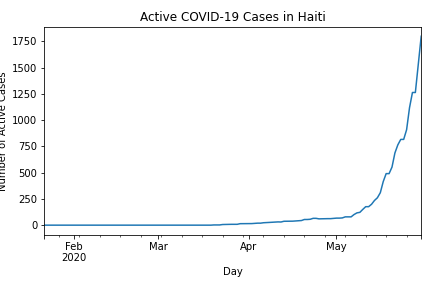 Active COVID-19 Cases in Haiti
Number of Active Cases
1750
1500
1250
1000
750
500
250
0
Feb
2020
Mar
Apr
May
Day